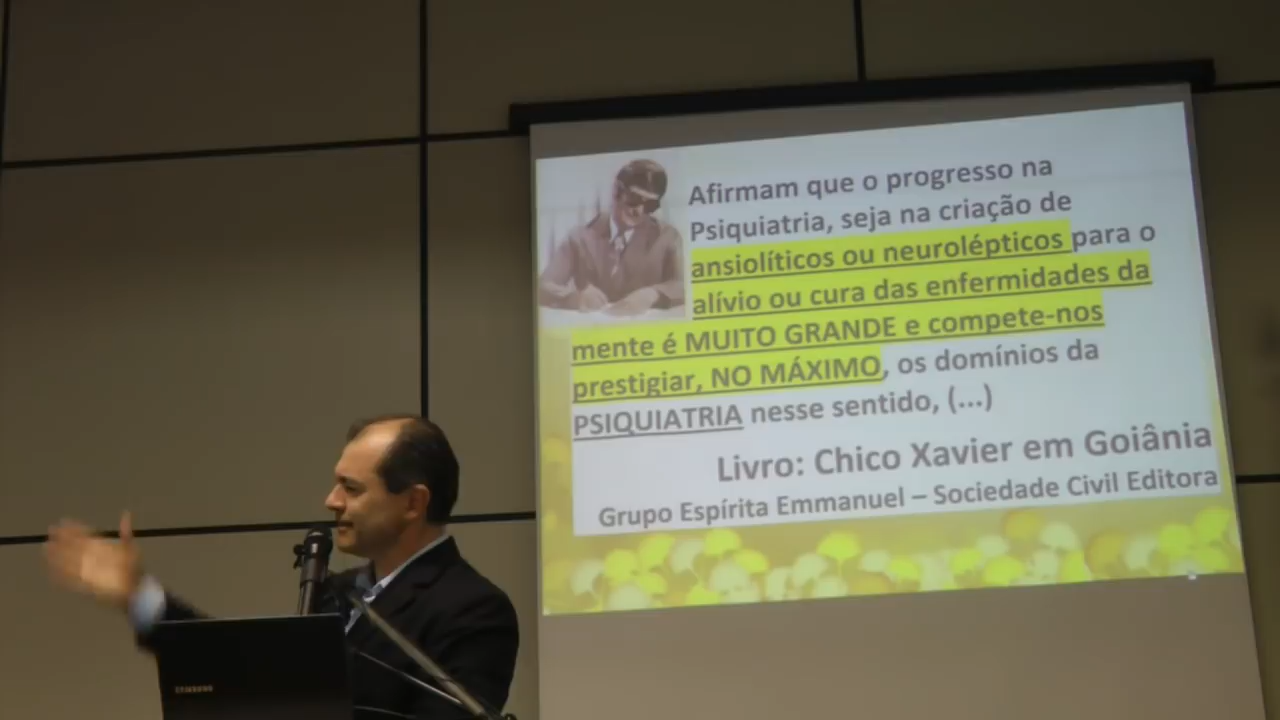 Afirmam que o progresso na
Psiquiatria, seja na criação de
ansiolíticos ou neurolépticos para o
alívio ou cura das enfermidades da
mente é MUITO GRANDE e compete-nos
prestigiar, NO MÁXIMO, os domínios da
PSIQUIATRIA nesse sentido, (...)
Livro: Chico Xavier em Goiânia
Grupo Espírita Emmanuel – Sociedade Civil Editora
SAMSUNG